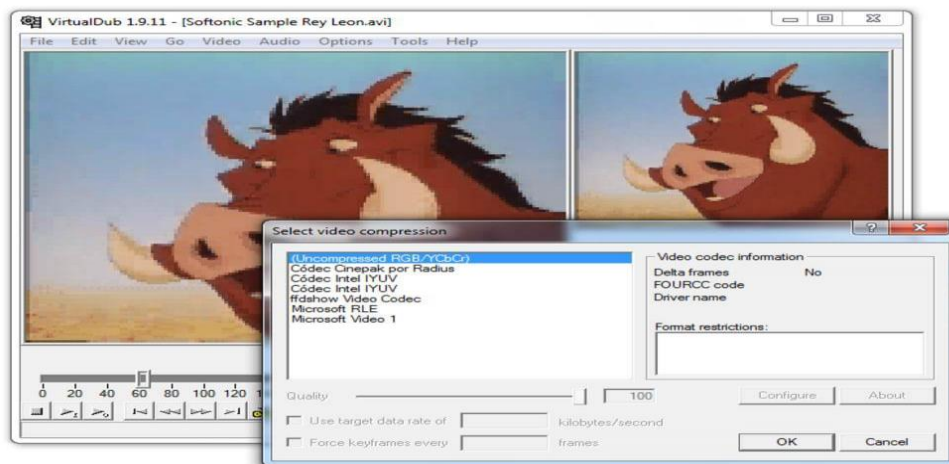 VirtualDub 1.9.11 - [Softonic Sample Rey Leon.avi]
File Edit View Go Video Audio Options Tools Help
Select video compression
(Uncompressed RGB/YCbCr)
Códec Cinepak por Radius
Códec Intel IYUV
Códec Intel IYUV
ffdshow Video Codec
Microsoft RLE
Microsoft Video 1
Video codec information
Delta frames No
FOURCC code
Driver name
Format restrictions:
0 20 40 60 80 100 120
Quality 100
Configure About
Use target data rate of kilobytes/second
Force keyframes every frames
OK Cancel